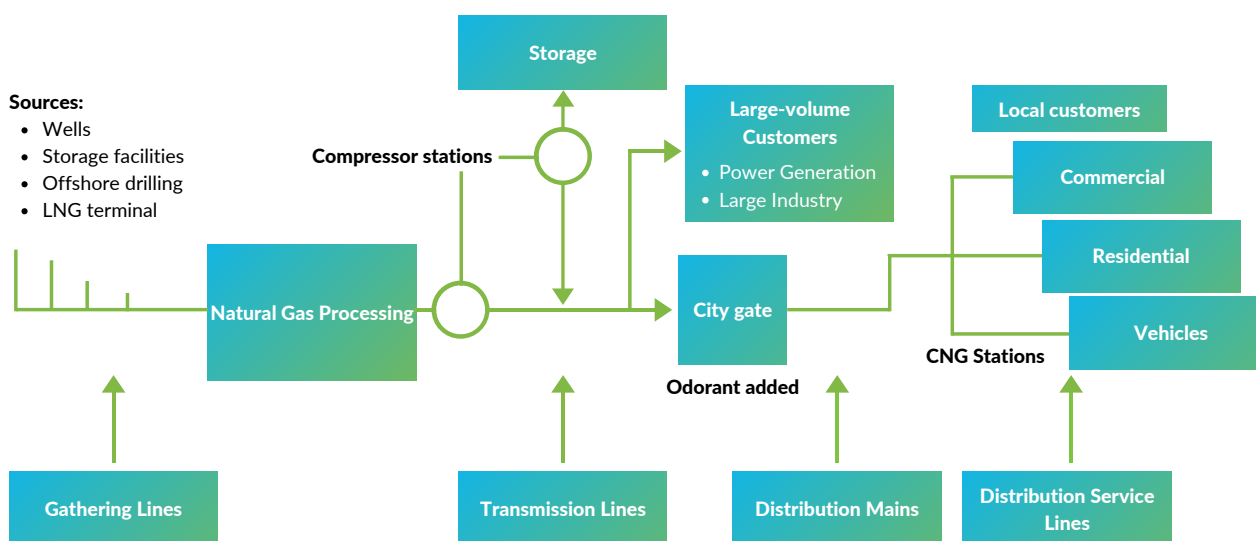 Storage
Sources:
• Wells
• Storage facilities
• Offshore drilling
• LNG terminal
Compressor stations
Large-volume
Customers
• Power Generation
• Large Industry
Local customers
Commercial
Residential
Vehicles
CNG Stations
Natural Gas Processing
City gate
Odorant added
Gathering Lines
Transmission Lines
Distribution Mains
Distribution Service
Lines